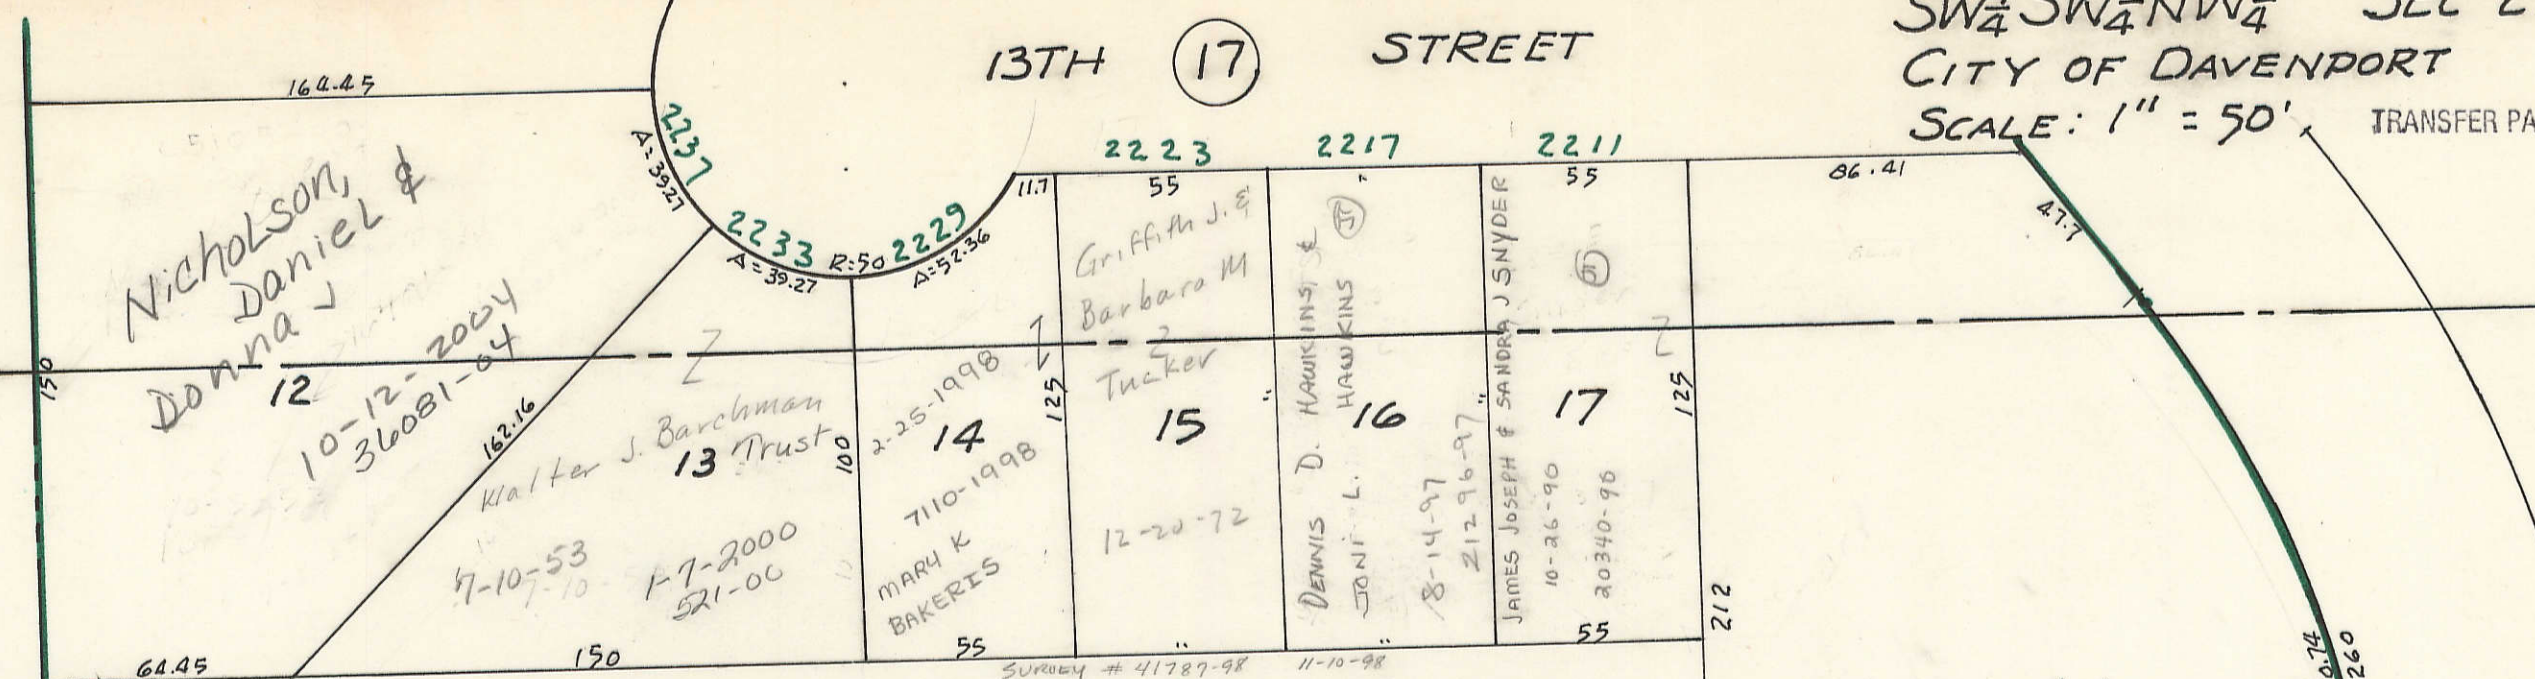 SW¼ SW¼ NW¼ SEC 2
CITY OF DAVENPORT
SCALE: 1" = 50'
TRANSFER PA
13TH 17 STREET
164.45
2237
A=39.27
2233
A=39.27
R=50
2229
A=52.36
11.7
2223
55
2217
"
2211
55
86.41
47.7
Nicholson,
Daniel &
Donna J
10-12-2004
36081-04
12
150
162.16
64.45
Walter J. Barchman
Trust
13
7-10-53
1-7-2000
521-00
100
150
2-25-1998
14
7110-1998
MARY K
BAKERIS
125
55
Griffith J. &
Barbara M
Tucker
15
12-20-72
"
"
DENNIS D. HAWKINS &
JONI L. HAWKINS
JT
16
8-14-97
21296-97
"
"
JAMES JOSEPH & SANDRA J SNYDER
JT
17
10-26-90
20340-90
125
55
212
0.74
260
SURVEY # 41787-98 11-10-98